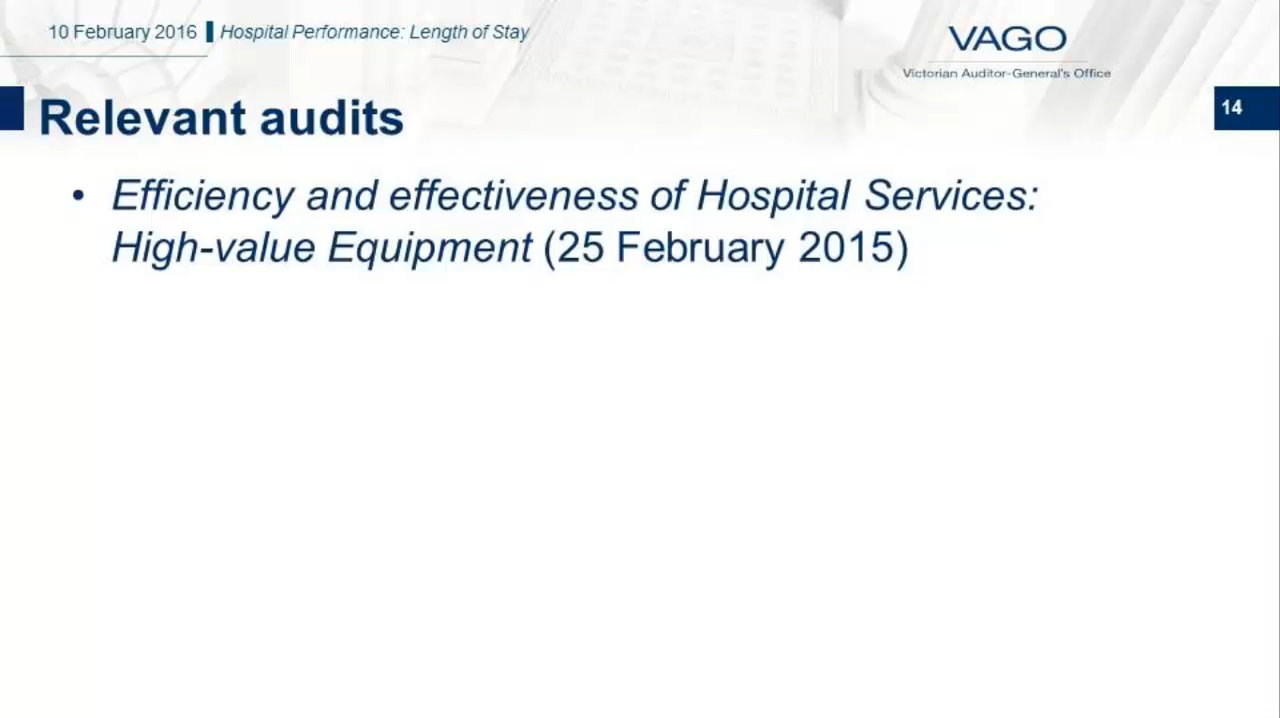 10 February 2016 Hospital Performance: Length of Stay
VAGO
Victorian Auditor-General's Office
Relevant audits
14
• Efficiency and effectiveness of Hospital Services:
High-value Equipment (25 February 2015)